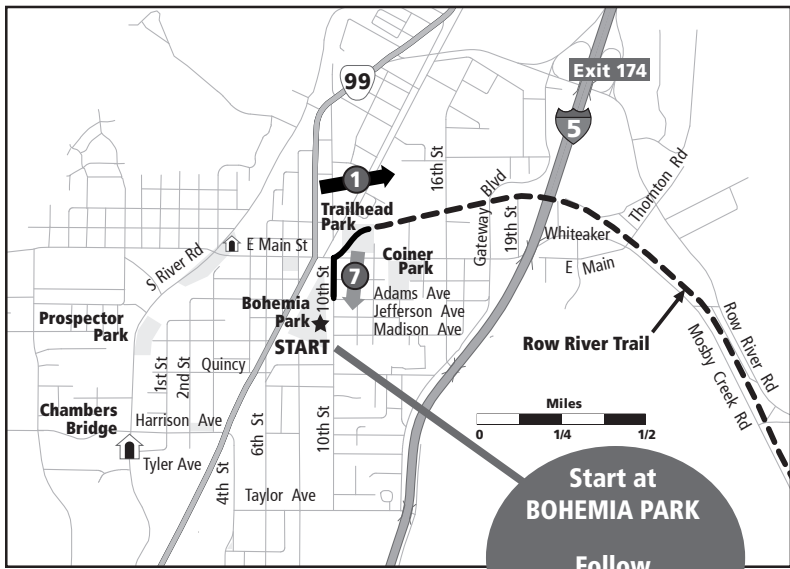 Exit 174
99
5
1
16th St
Thornton Rd
Trailhead
Park
Gateway Blvd
19th St
Whiteaker
S River Rd
E Main St
Coiner
Park
E Main
7
10th St
Adams Ave
Jefferson Ave
Madison Ave
Bohemia
Park
START
Prospector
Park
Row River Trail
Row River Rd
Mosby Creek Rd
1st St
2nd St
Quincy
Miles
0 1/4 1/2
Chambers
Bridge
Harrison Ave
6th St
10th St
Tyler Ave
4th St
Taylor Ave
Start at
BOHEMIA PARK
Follow